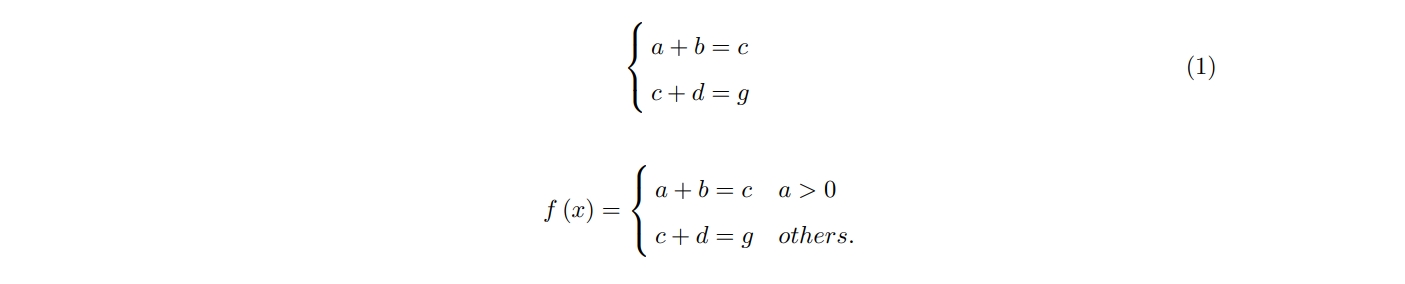 a + b = c
(1)
c + d = g
a + b = c a > 0
f (x) =
c + d = g others.